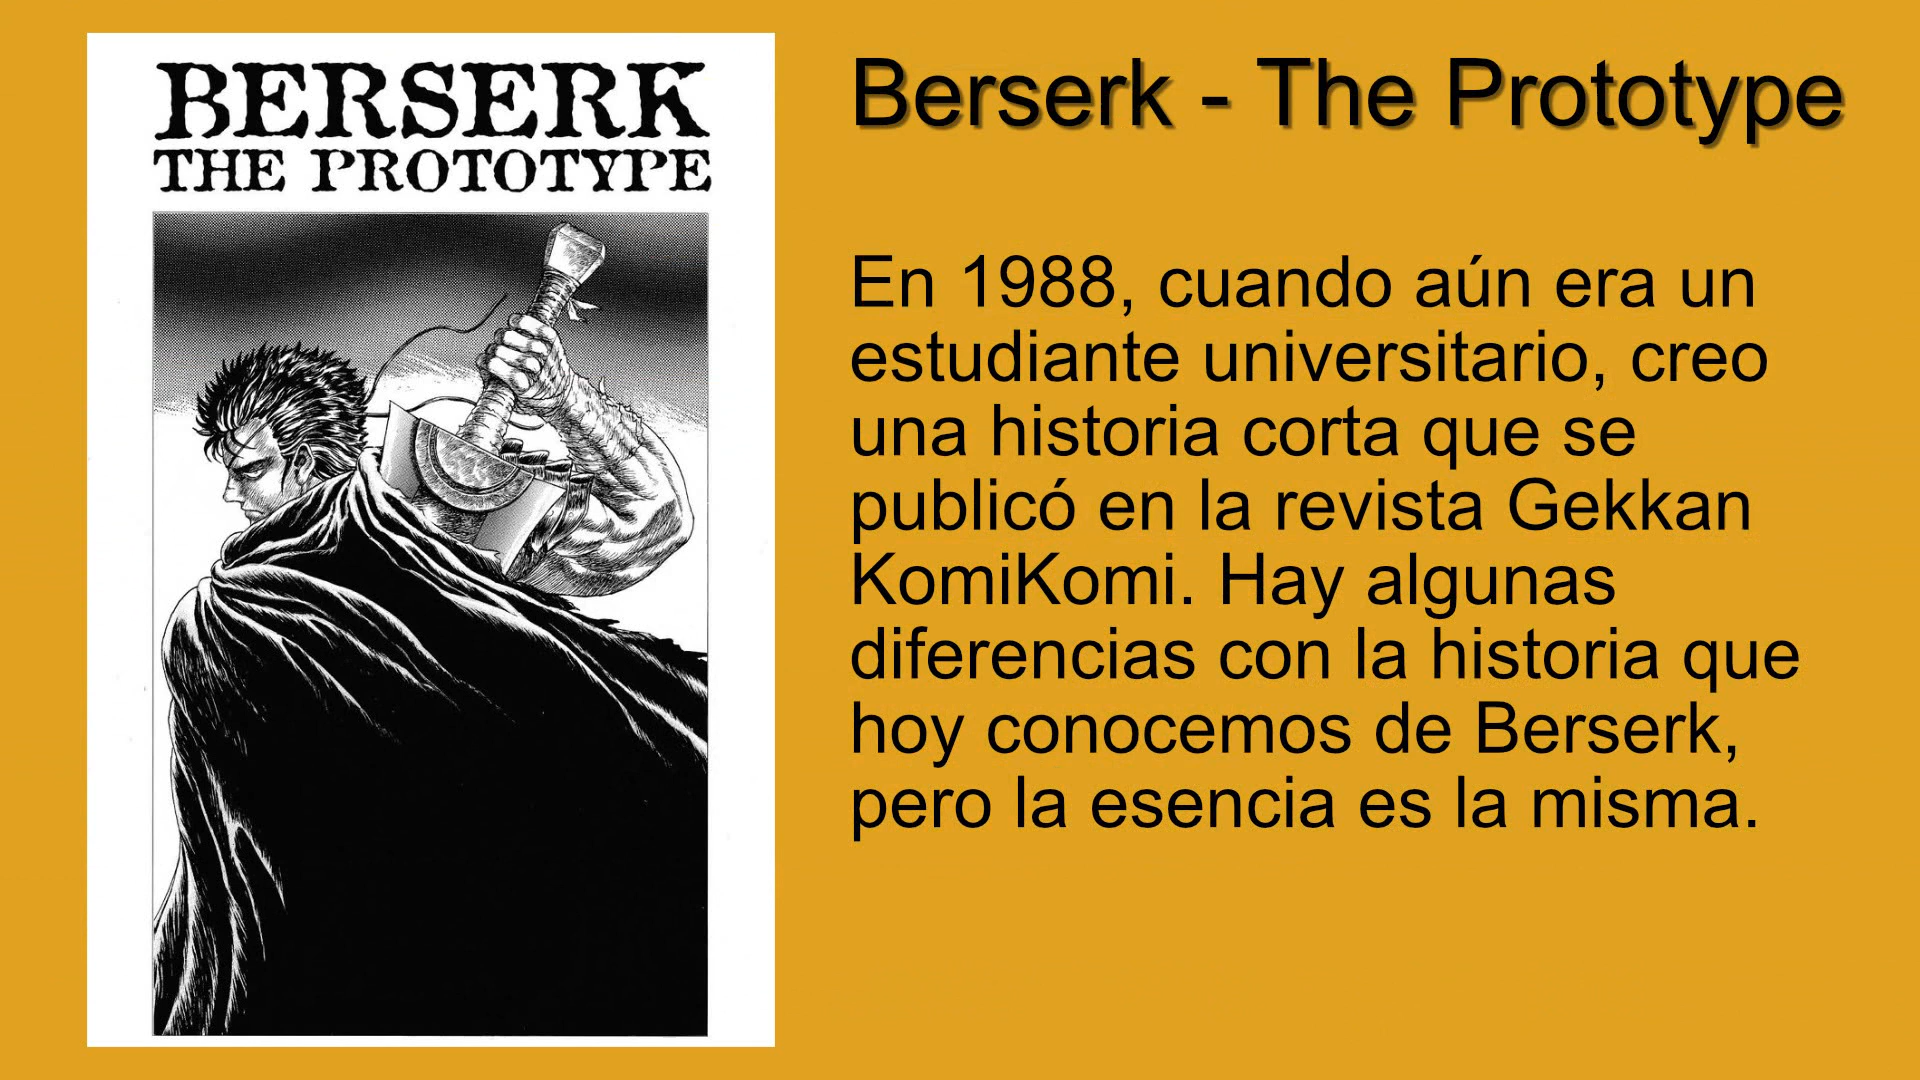 BERSERK
THE PROTOTYPE
Berserk - The Prototype
En 1988, cuando aún era un
estudiante universitario, creo
una historia corta que se
publicó en la revista Gekkan
KomiKomi. Hay algunas
diferencias con la historia que
hoy conocemos de Berserk,
pero la esencia es la misma.